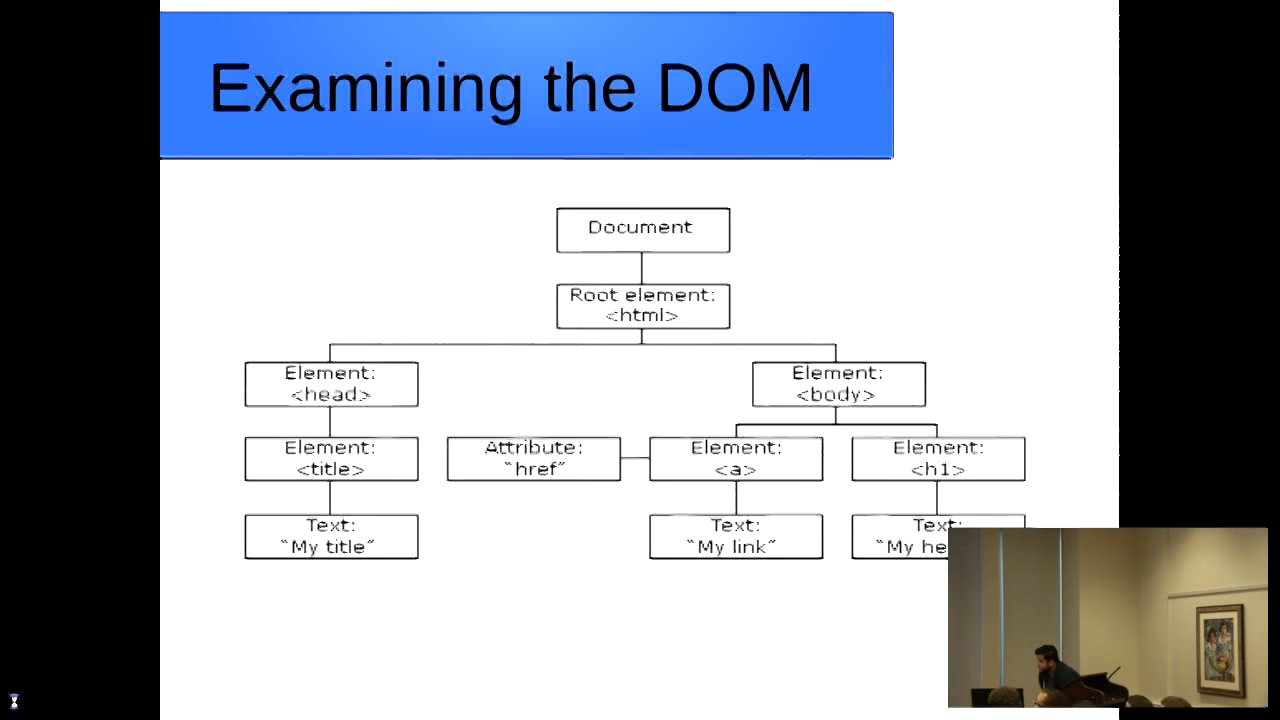 Examining the DOM
Document
Root element:
<html>
Element:
<head>
Element:
<body>
Element:
<title>
Attribute:
"href"
Element:
<a>
Element:
<h1>
Text:
"My title"
Text:
"My link"
Text:
"My